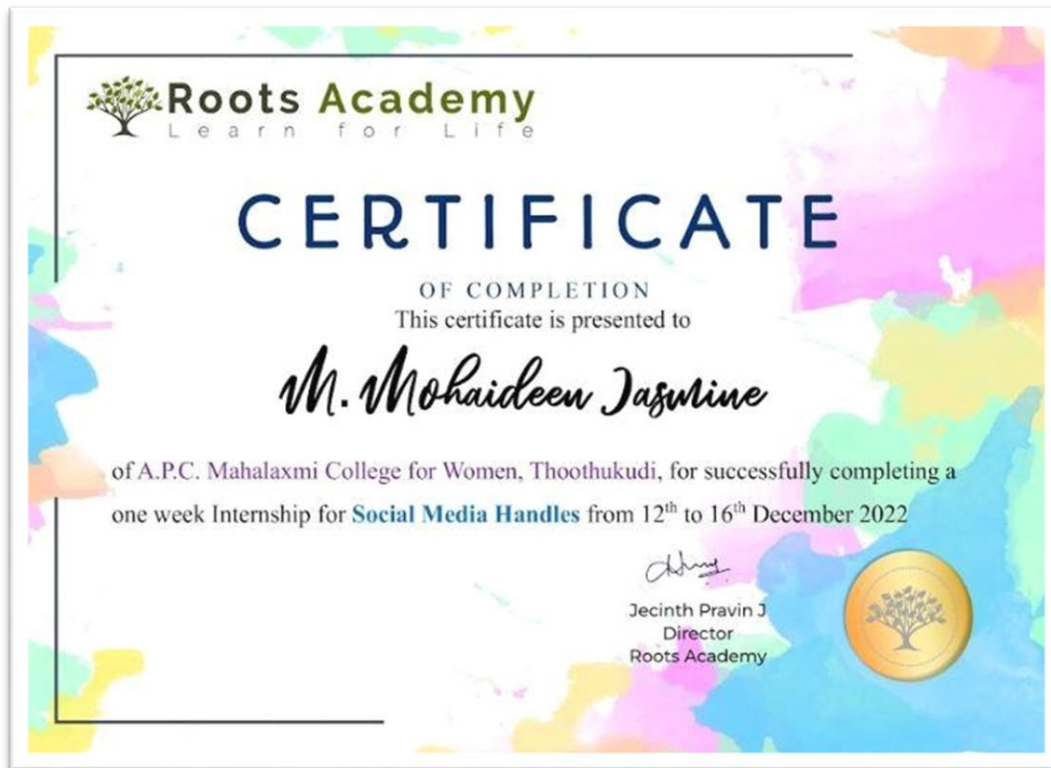 Roots Academy
Learn for Life
CERTIFICATE
OF COMPLETION
This certificate is presented to
M. Mohaideen Jasmine
of A.P.C. Mahalaxmi College for Women, Thoothukudi, for successfully completing a
one week Internship for Social Media Handles from 12th to 16th December 2022
Jecinth Pravin J
Director
Roots Academy